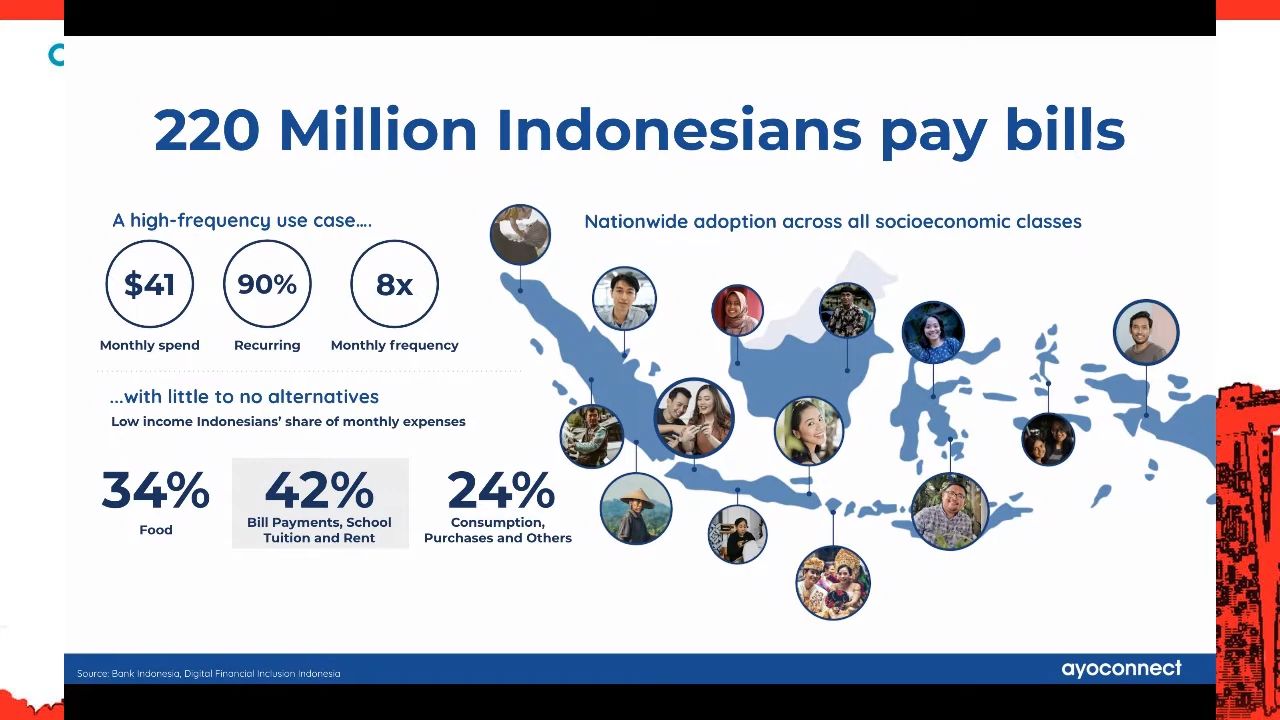 220 Million Indonesians pay bills
A high-frequency use case….
$41
90%
8x
Monthly spend
Recurring
Monthly frequency
...with little to no alternatives
Low income Indonesians’ share of monthly expenses
34%
Food
42%
Bill Payments, School
Tuition and Rent
24%
Consumption,
Purchases and Others
Nationwide adoption across all socioeconomic classes
Source: Bank Indonesia, Digital Financial Inclusion Indonesia
ayoconnect